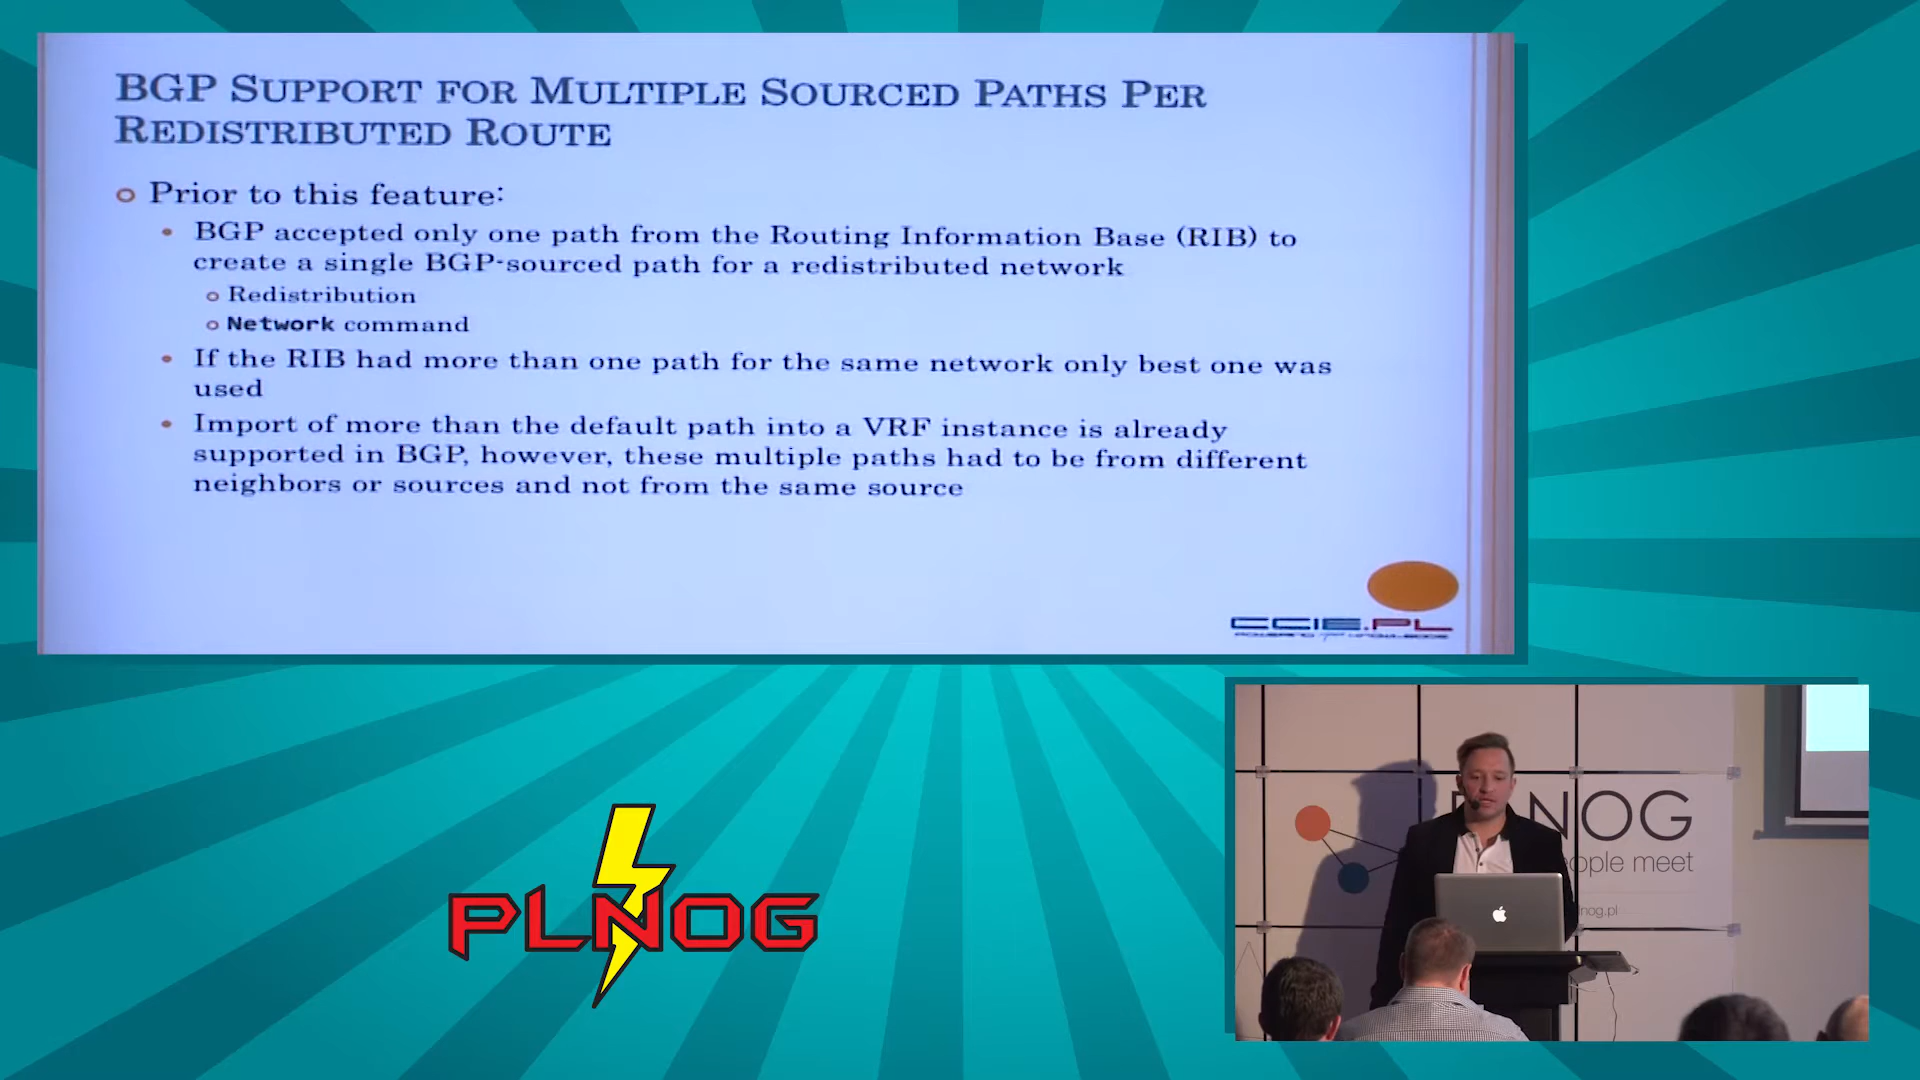 BGP SUPPORT FOR MULTIPLE SOURCED PATHS PER
REDISTRIBUTED ROUTE
Prior to this feature:
BGP accepted only one path from the Routing Information Base (RIB) to
create a single BGP-sourced path for a redistributed network
Redistribution
Network command
If the RIB had more than one path for the same network only best one was
used
Import of more than the default path into a VRF instance is already
supported in BGP, however, these multiple paths had to be from different
neighbors or sources and not from the same source
CCIE.PL
PLNOG
NOG
ople meet
nog.pl